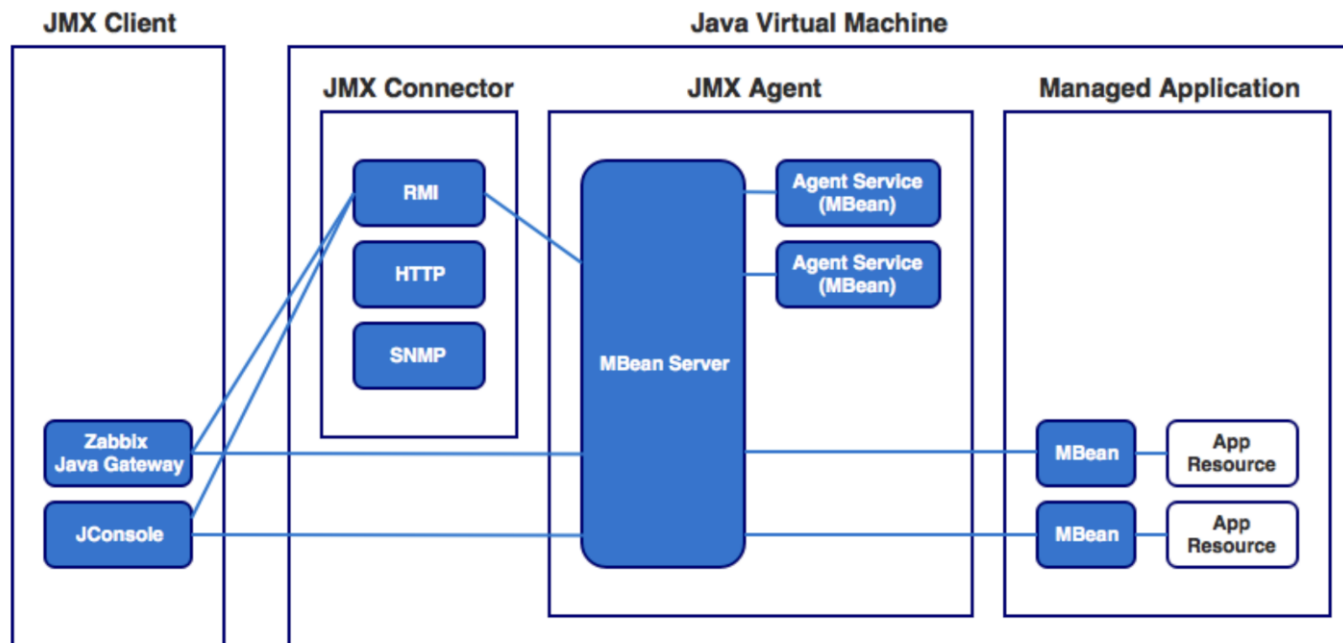 JMX Client
Java Virtual Machine
JMX Connector
JMX Agent
Managed Application
RMI
HTTP
SNMP
MBean Server
Agent Service
(MBean)
Agent Service
(MBean)
Zabbix
Java Gateway
JConsole
MBean
App
Resource
MBean
App
Resource